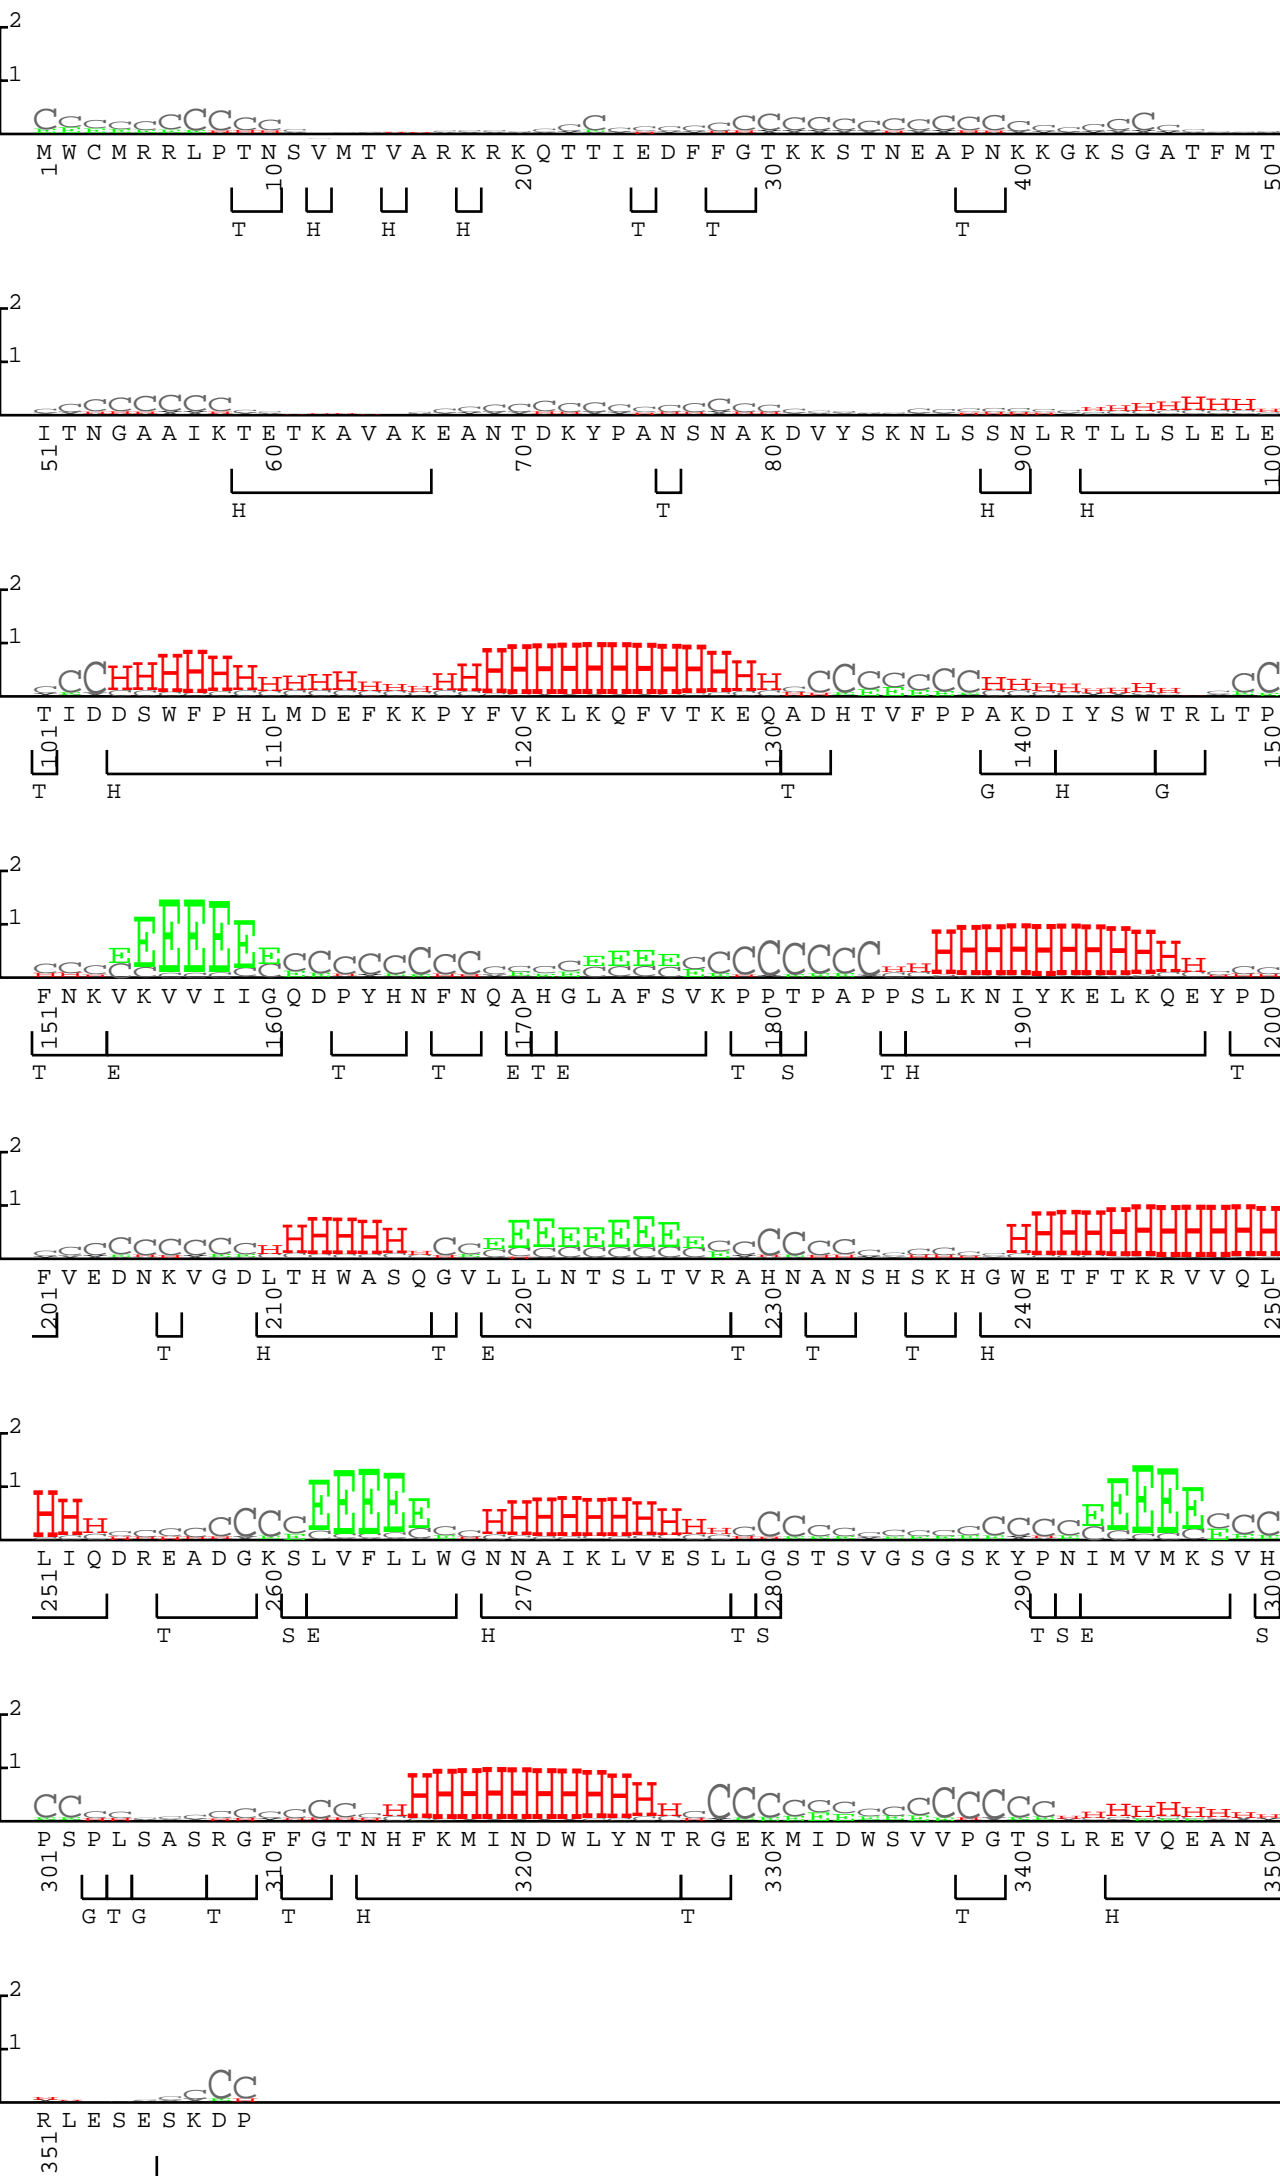 2
1
M W C M R R L P T N S V M T V A R K R K Q T T I E D F F G T K K S T N E A P N K K G K S G A T F M T
1 10 20 30 40 50
T H H H T T T
2
1
I T N G A A I K T E T K A V A K E A N T D K Y P A N S N A K D V Y S K N L S S N L R T L L S L E L E
51 60 70 80 90 100
H T H H
2
1
T I D D S W F P H L M D E F K K P Y F V K L K Q F V T K E Q A D H T V F P P A K D I Y S W T R L T P
101 110 120 130 140 150
T H T G H G
2
1
F N K V K V V I I G Q D P Y H N F N Q A H G L A F S V K P P T P A P P S L K N I Y K E L K Q E Y P D
151 160 170 180 190 200
T E T T E T E T S T H T
2
1
F V E D N K V G D L T H W A S Q G V L L L N T S L T V R A H N A N S H S K H G W E T F T K R V V Q L
201 210 220 230 240 250
T H T E T T T H
2
1
L I Q D R E A D G K S L V F L L W G N N A I K L V E S L L G S T S V G S G S K Y P N I M V M K S V H
251 260 270 280 290 300
T S E H T S T S E S
2
1
P S P L S A S R G F F G T N H F K M I N D W L Y N T R G E K M I D W S V V P G T S L R E V Q E A N A
301 310 320 330 340 350
G T G T T H T T H
2
1
R L E S E S K D P
351